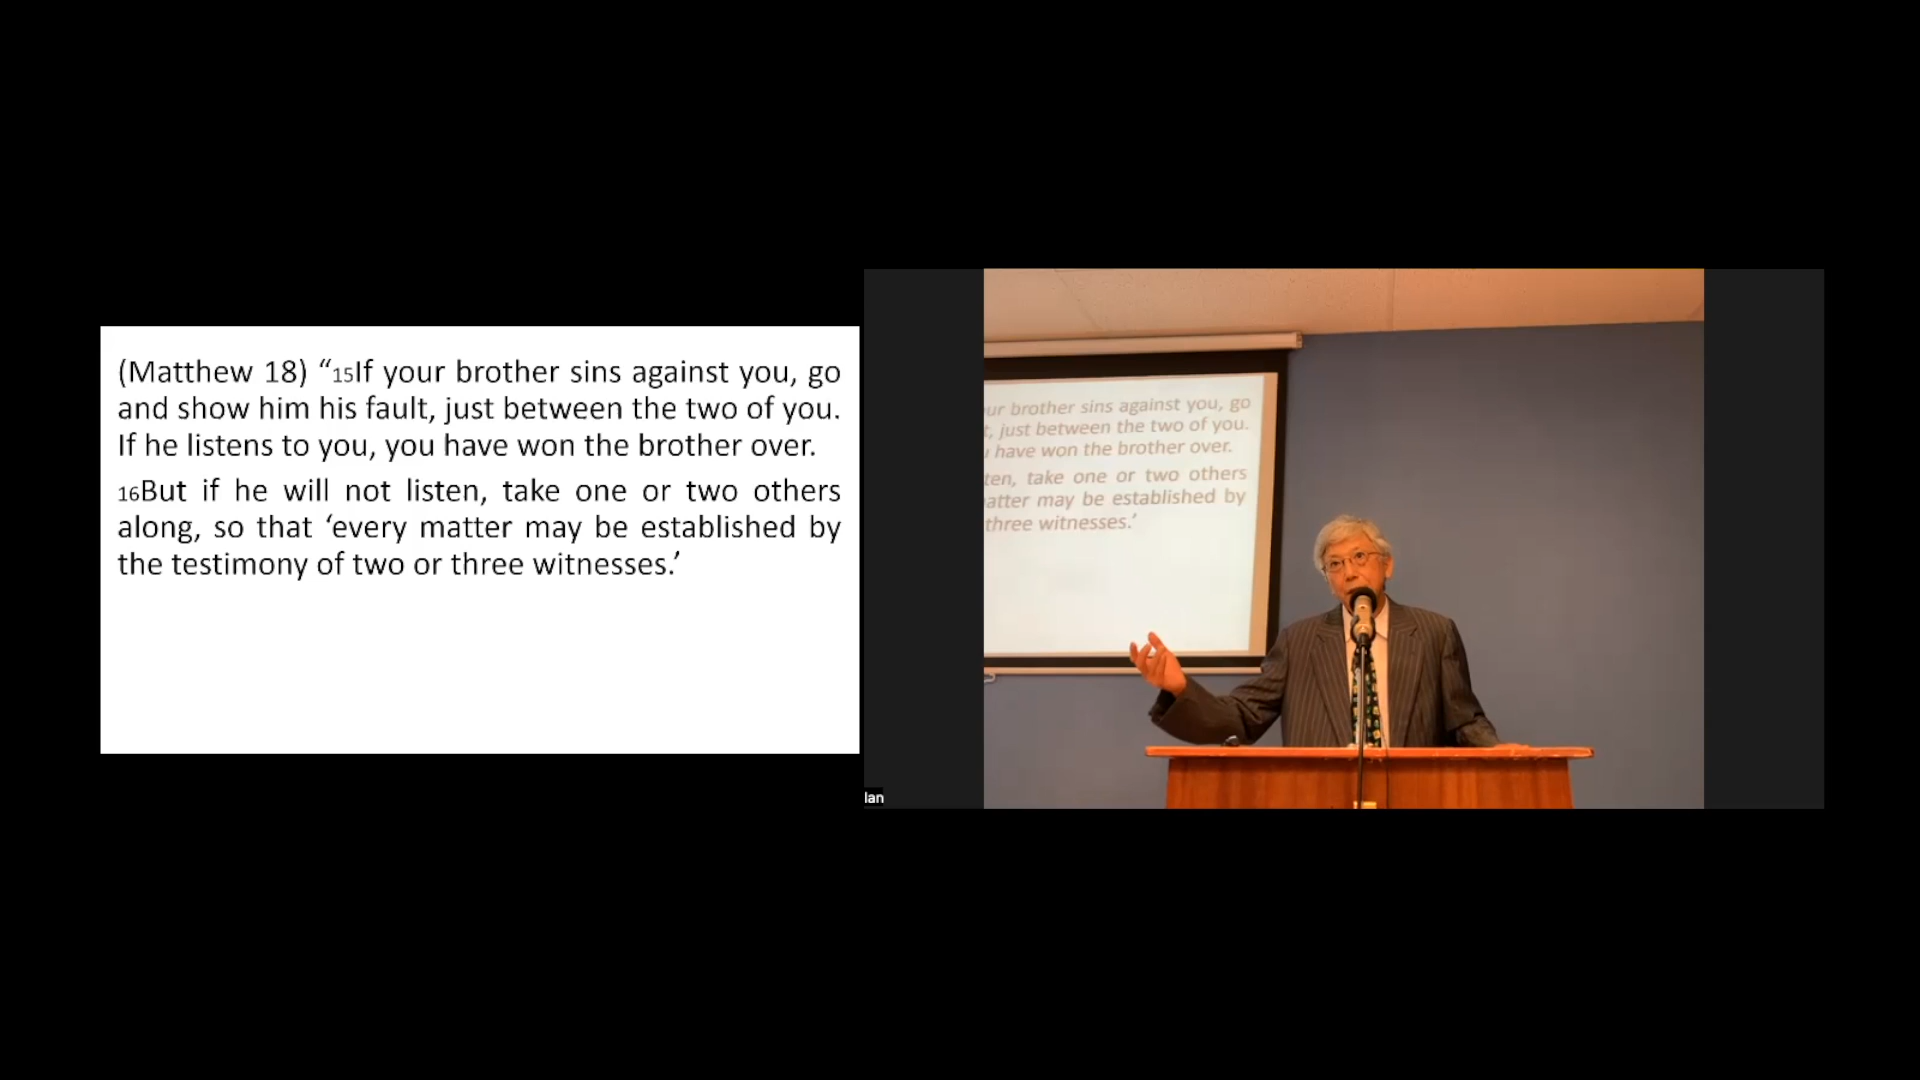 (Matthew 18) “15If your brother sins against you, go
and show him his fault, just between the two of you.
If he listens to you, you have won the brother over.
16But if he will not listen, take one or two others
along, so that ‘every matter may be established by
the testimony of two or three witnesses.’
brother sins against you, go
just between the two of you.
have won the brother over.
take one or two others
may be established by
three witnesses.’
lan